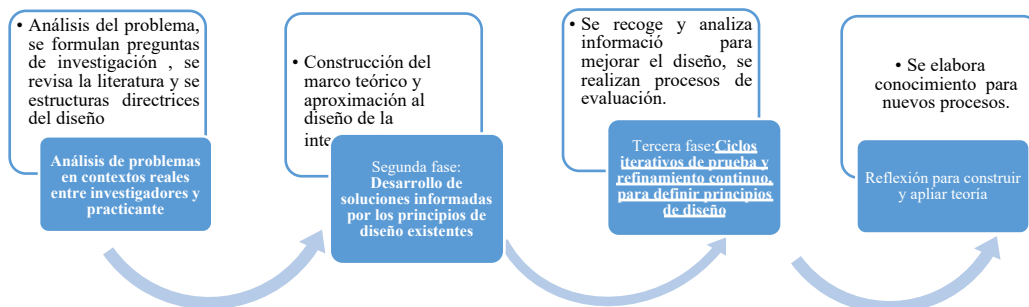 • Análisis del problema,
se formulan preguntas
de investigación , se
revisa la literatura y se
estructuras directrices
del diseño
Análisis de problemas
en contextos reales
entre investigadores y
practicante
• Construcción del
marco teórico y
aproximación al
diseño de la
Segunda fase:
Desarrollo de
soluciones informadas
por los principios de
diseño existentes
• Se recoge y analiza
informació para
mejorar el diseño, se
realizan procesos de
evaluación.
Tercera fase:Ciclos
iterativos de prueba y
refinamiento continuo,
para definir principios
de diseño
• Se elabora
conocimiento para
nuevos procesos.
Reflexión para construir
y apliar teoría